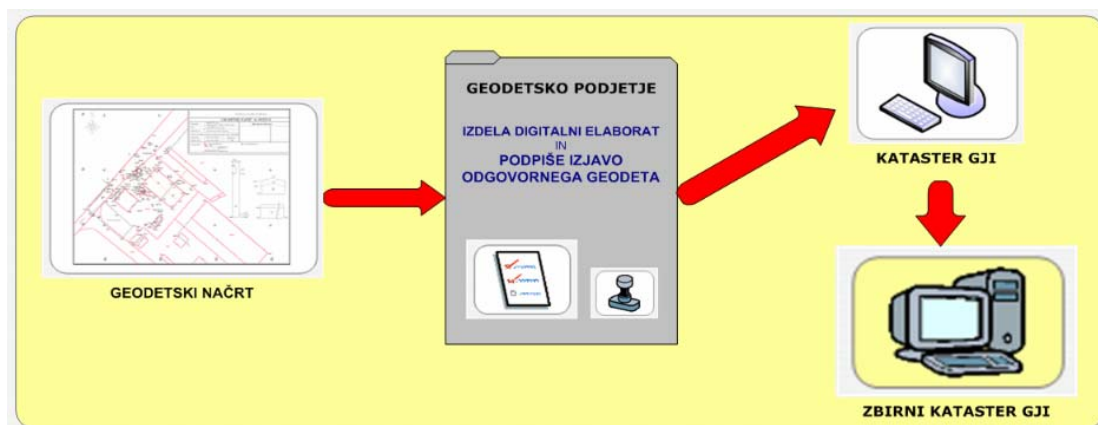 GEODETSKI NAČRT
GEODETSKO PODJETJE
IZDELA DIGITALNI ELABORAT
IN
PODPIŠE IZJAVO
ODGOVORNEGA GEODETA
KATASTER GJI
ZBIRNI KATASTER GJI